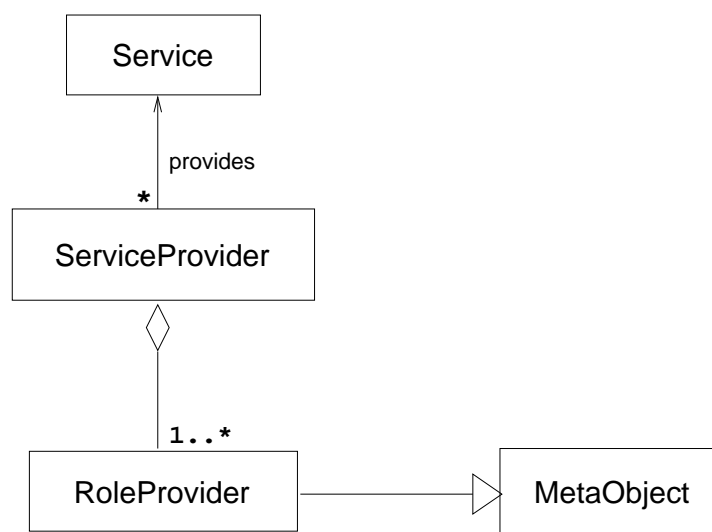 Service
provides
*
ServiceProvider
1..*
RoleProvider
MetaObject